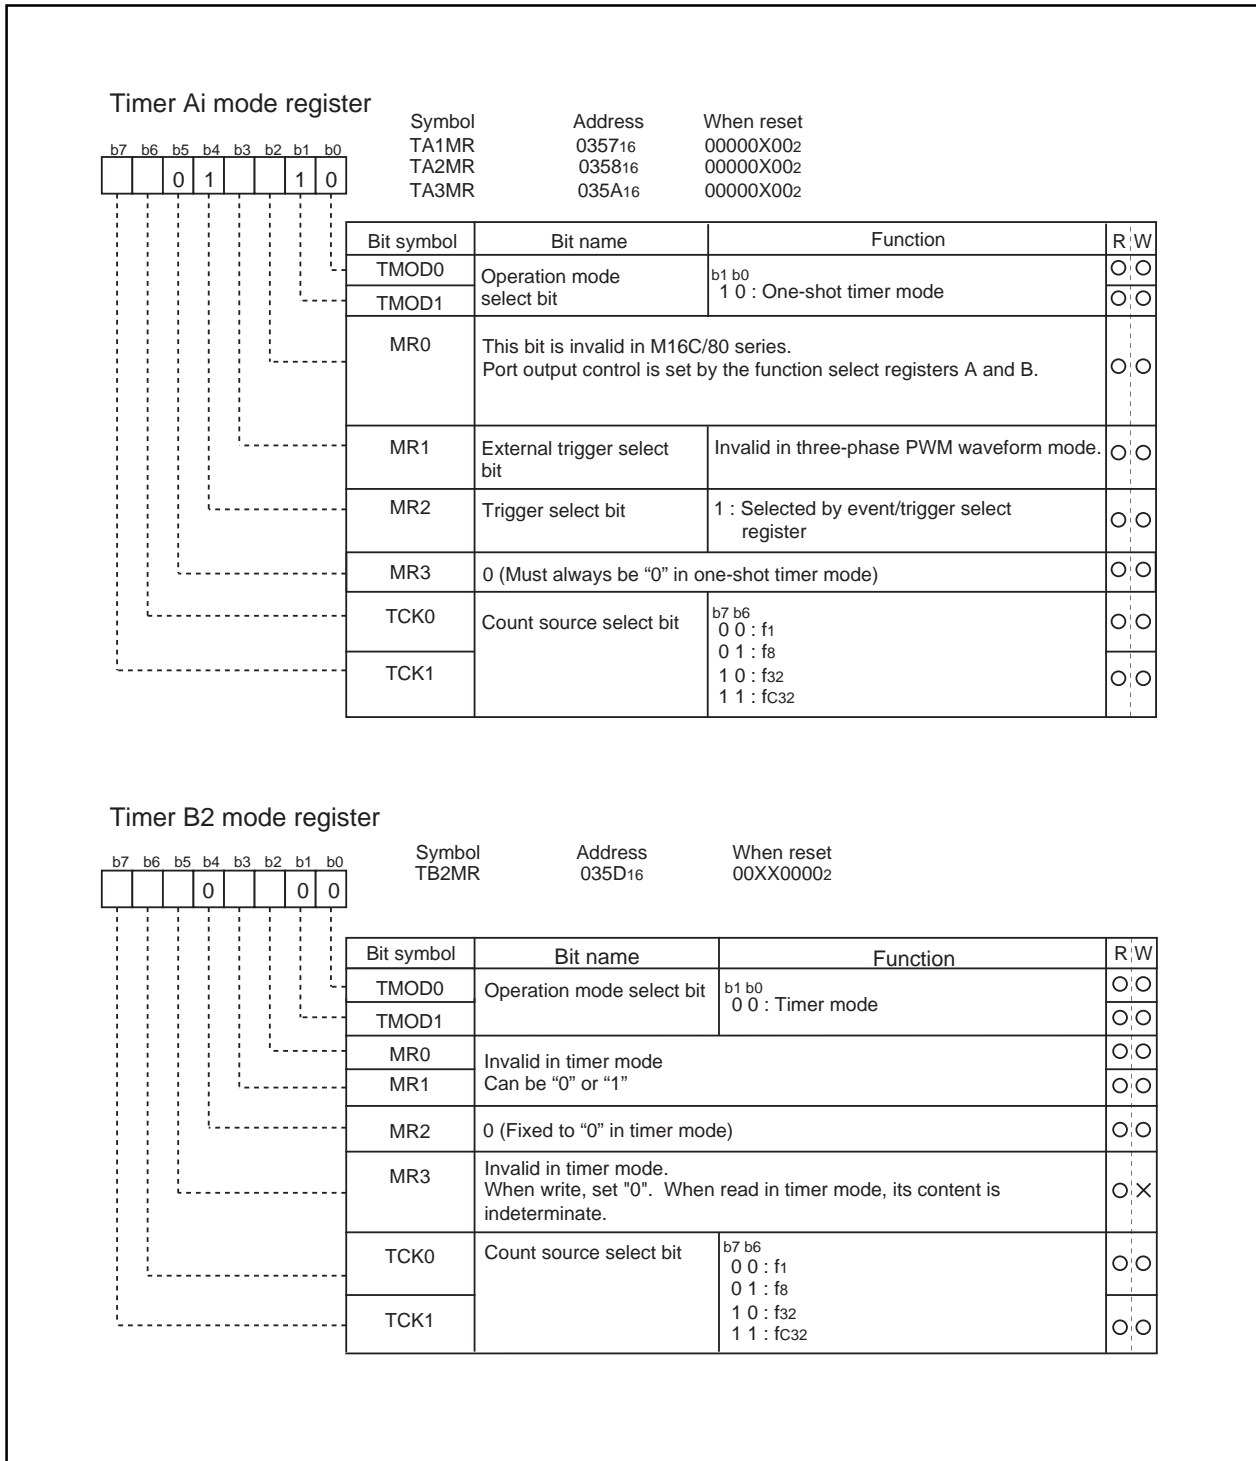 Timer Ai mode register
Symbol Address When reset
TA1MR 035716 00000X002
TA2MR 035816 00000X002
TA3MR 035A16 00000X002
b7 b6 b5 b4 b3 b2 b1 b0
0 1 1 0
Bit symbol Bit name Function R W
TMOD0 Operation mode select bit b1 b0
TMOD1 1 0 : One-shot timer mode
MR0 This bit is invalid in M16C/80 series.
Port output control is set by the function select registers A and B.
MR1 External trigger select bit Invalid in three-phase PWM waveform mode.
MR2 Trigger select bit 1 : Selected by event/trigger select
register
MR3 0 (Must always be “0” in one-shot timer mode)
TCK0 Count source select bit b7 b6
0 0 : f1
0 1 : f8
TCK1 1 0 : f32
1 1 : fC32
Timer B2 mode register
Symbol Address When reset
TB2MR 035D16 00XX00002
b7 b6 b5 b4 b3 b2 b1 b0
0 0 0
Bit symbol Bit name Function R W
TMOD0 Operation mode select bit b1 b0
0 0 : Timer mode
TMOD1
MR0 Invalid in timer mode
MR1 Can be “0” or “1”
MR2 0 (Fixed to “0” in timer mode)
MR3 Invalid in timer mode.
When write, set "0". When read in timer mode, its content is
indeterminate.
TCK0 Count source select bit b7 b6
0 0 : f1
0 1 : f8
TCK1 1 0 : f32
1 1 : fC32